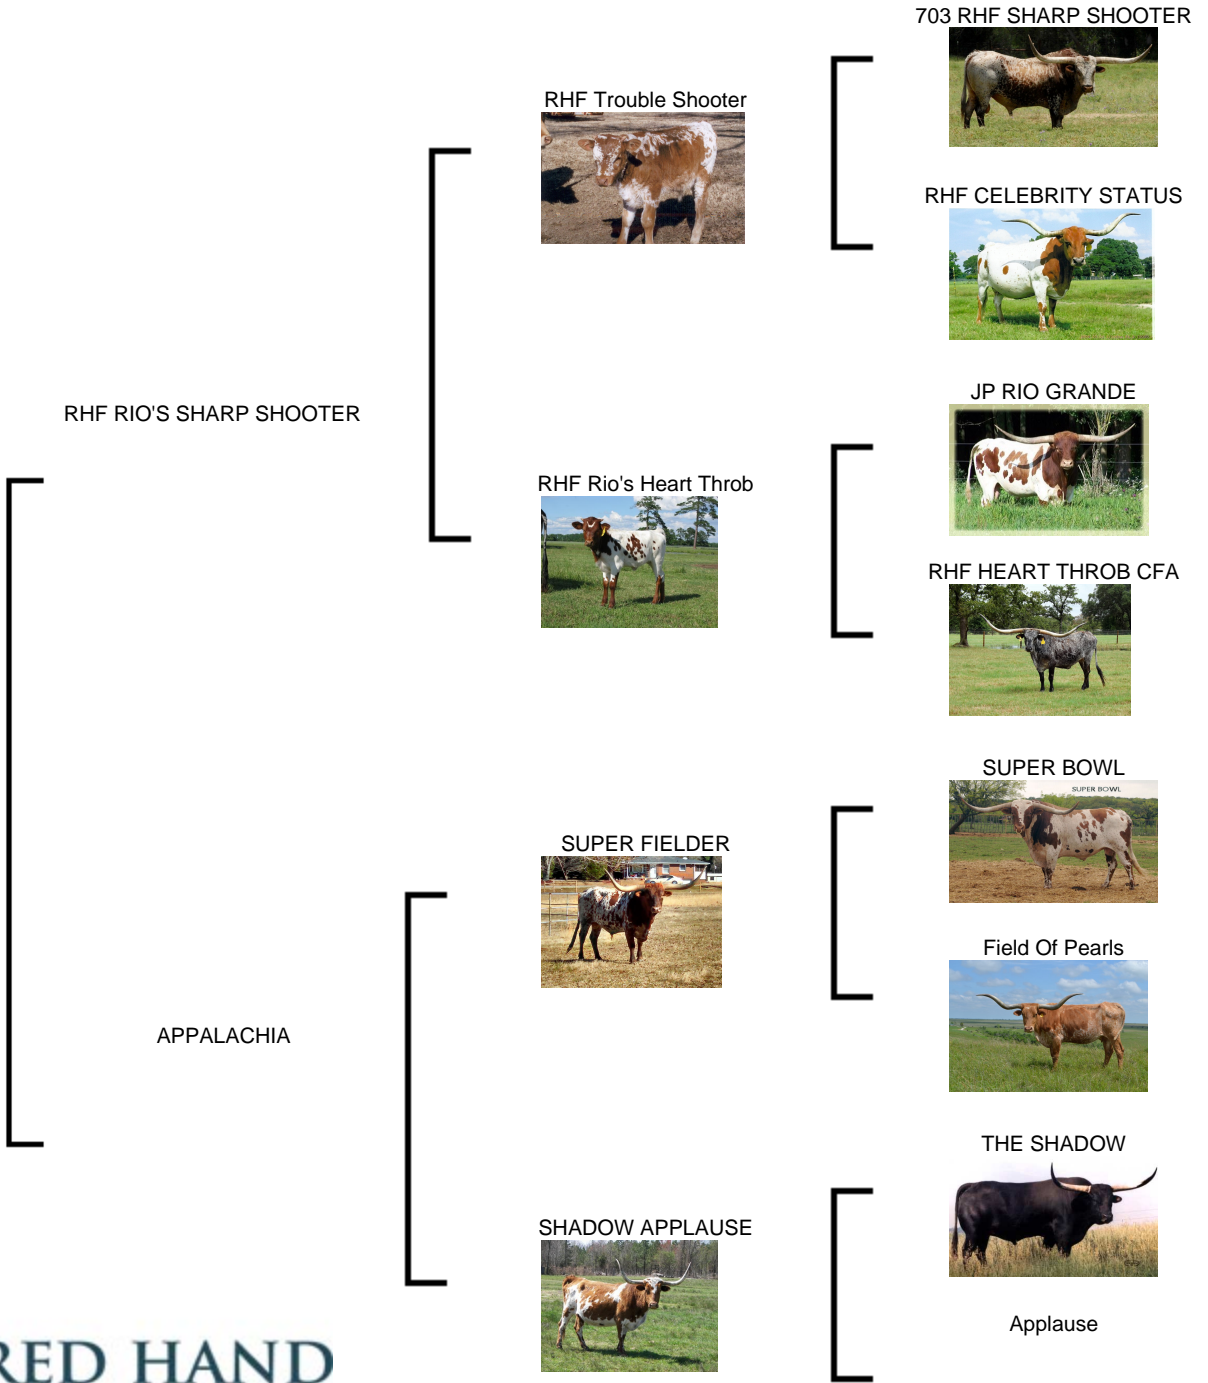 703 RHF SHARP SHOOTER
RHF Trouble Shooter
RHF CELEBRITY STATUS
JP RIO GRANDE
RHF RIO'S SHARP SHOOTER
RHF Rio's Heart Throb
RHF HEART THROB CFA
SUPER BOWL
SUPER BOWL
SUPER FIELDER
Field Of Pearls
APPALACHIA
THE SHADOW
SHADOW APPLAUSE
Applause
RED HAND